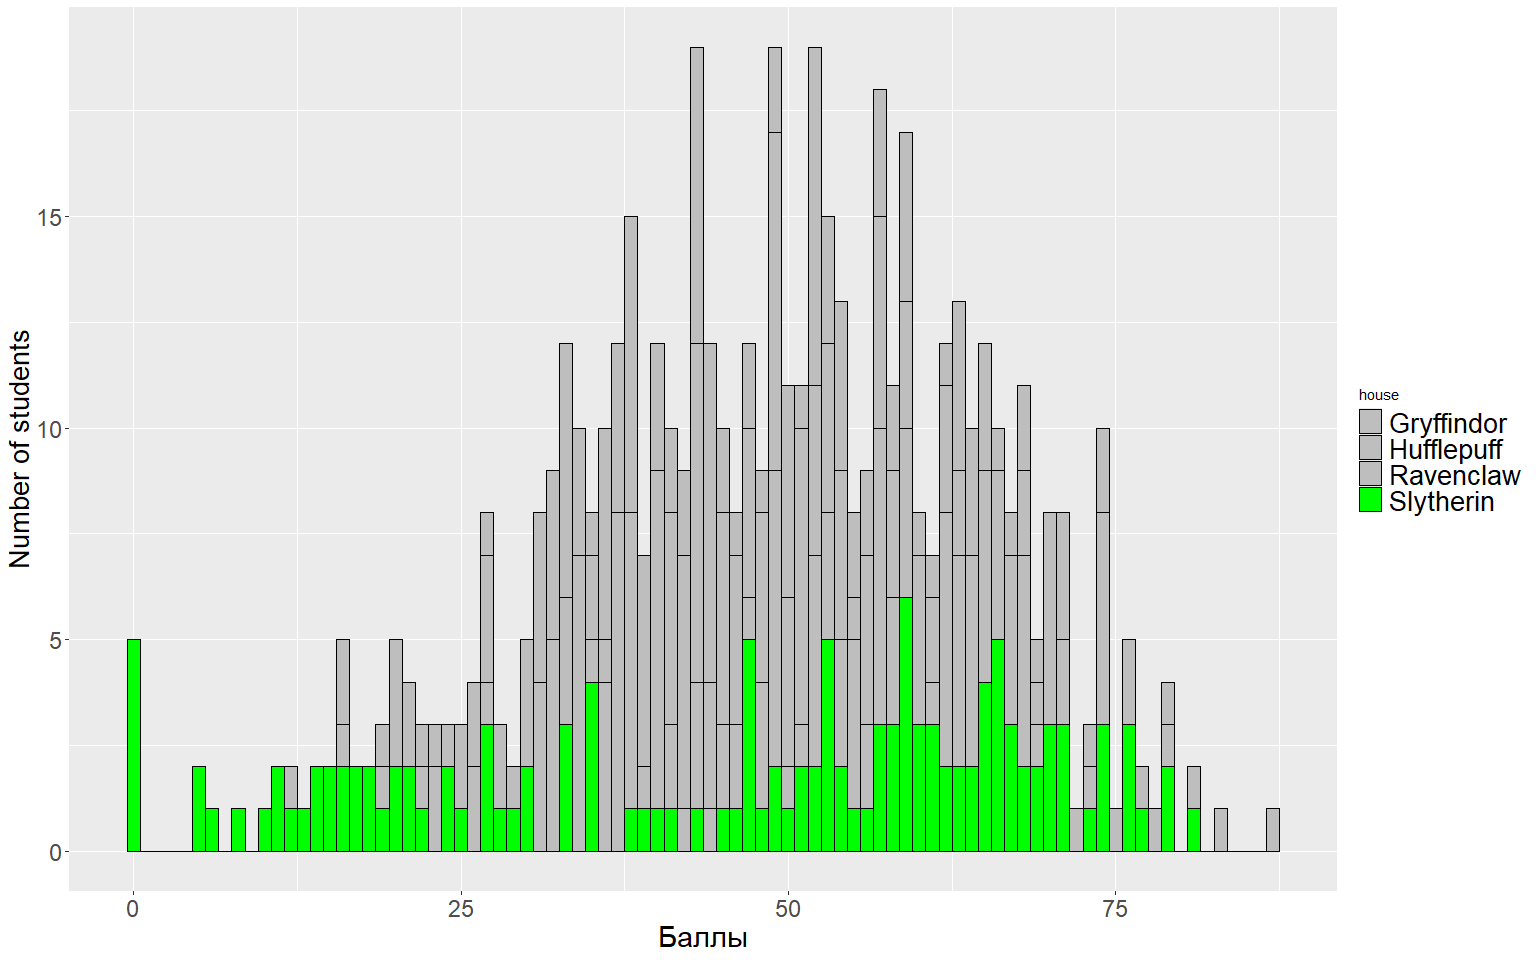 Number of students
15
10
5
0
0 25 50 75
Баллы
house
Gryffindor
Hufflepuff
Ravenclaw
Slytherin